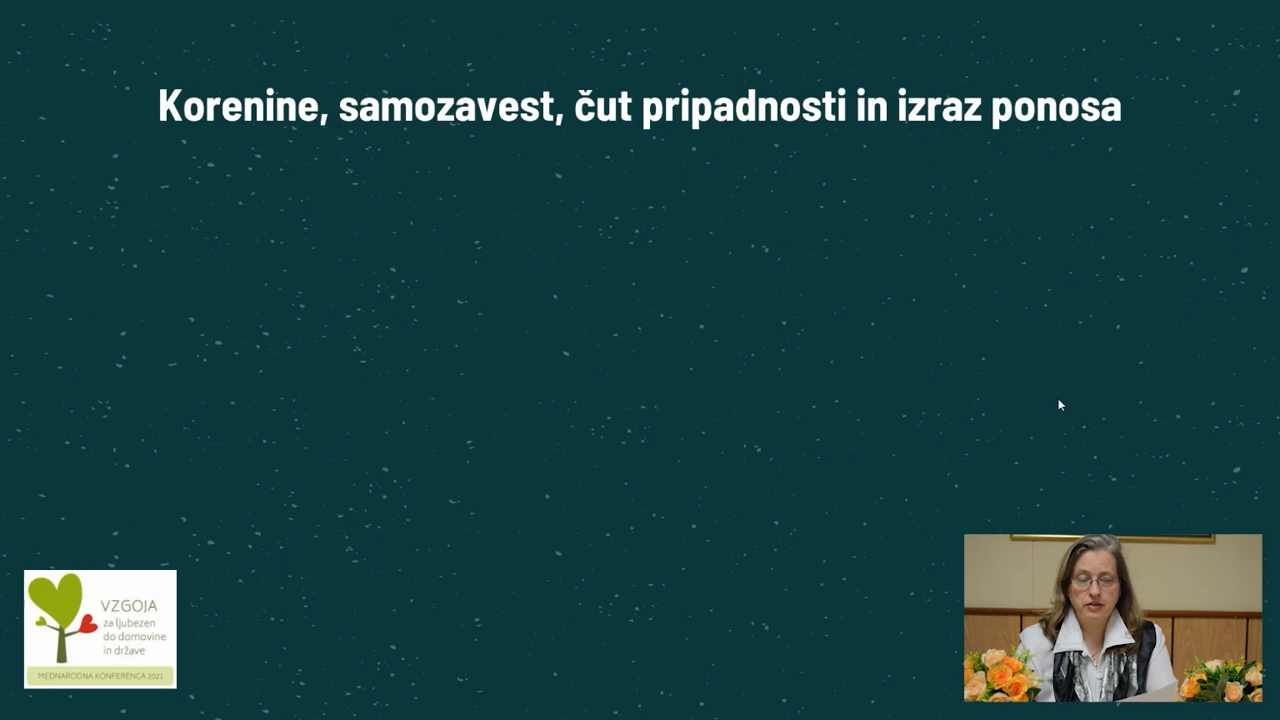 Korenine, samozavest, čut pripadnosti in izraz ponosa
VZGOJA
za ljubezen
do domovine
in države
MEDNARODNA KONFERENCA 2021